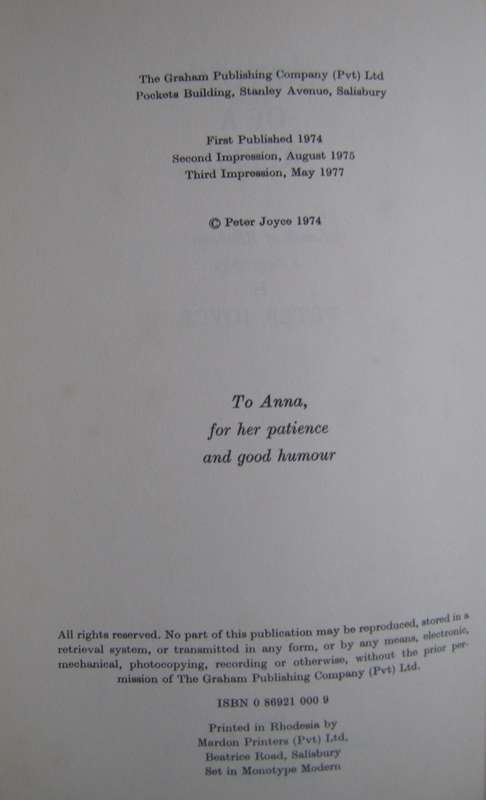 The Graham Publishing Company (Pvt) Ltd
Pockets Building, Stanley Avenue, Salisbury
First Published 1974
Second Impression, August 1975
Third Impression, May 1977
© Peter Joyce 1974
To Anna,
for her patience
and good humour
All rights reserved. No part of this publication may be reproduced, stored in a
retrieval system, or transmitted in any form, or by any means, electronic,
mechanical, photocopying, recording or otherwise, without the prior per-
mission of The Graham Publishing Company (Pvt) Ltd.
ISBN 0 86921 000 9
Printed in Rhodesia by
Mardon Printers (Pvt) Ltd,
Beatrice Road, Salisbury
Set in Monotype Modern